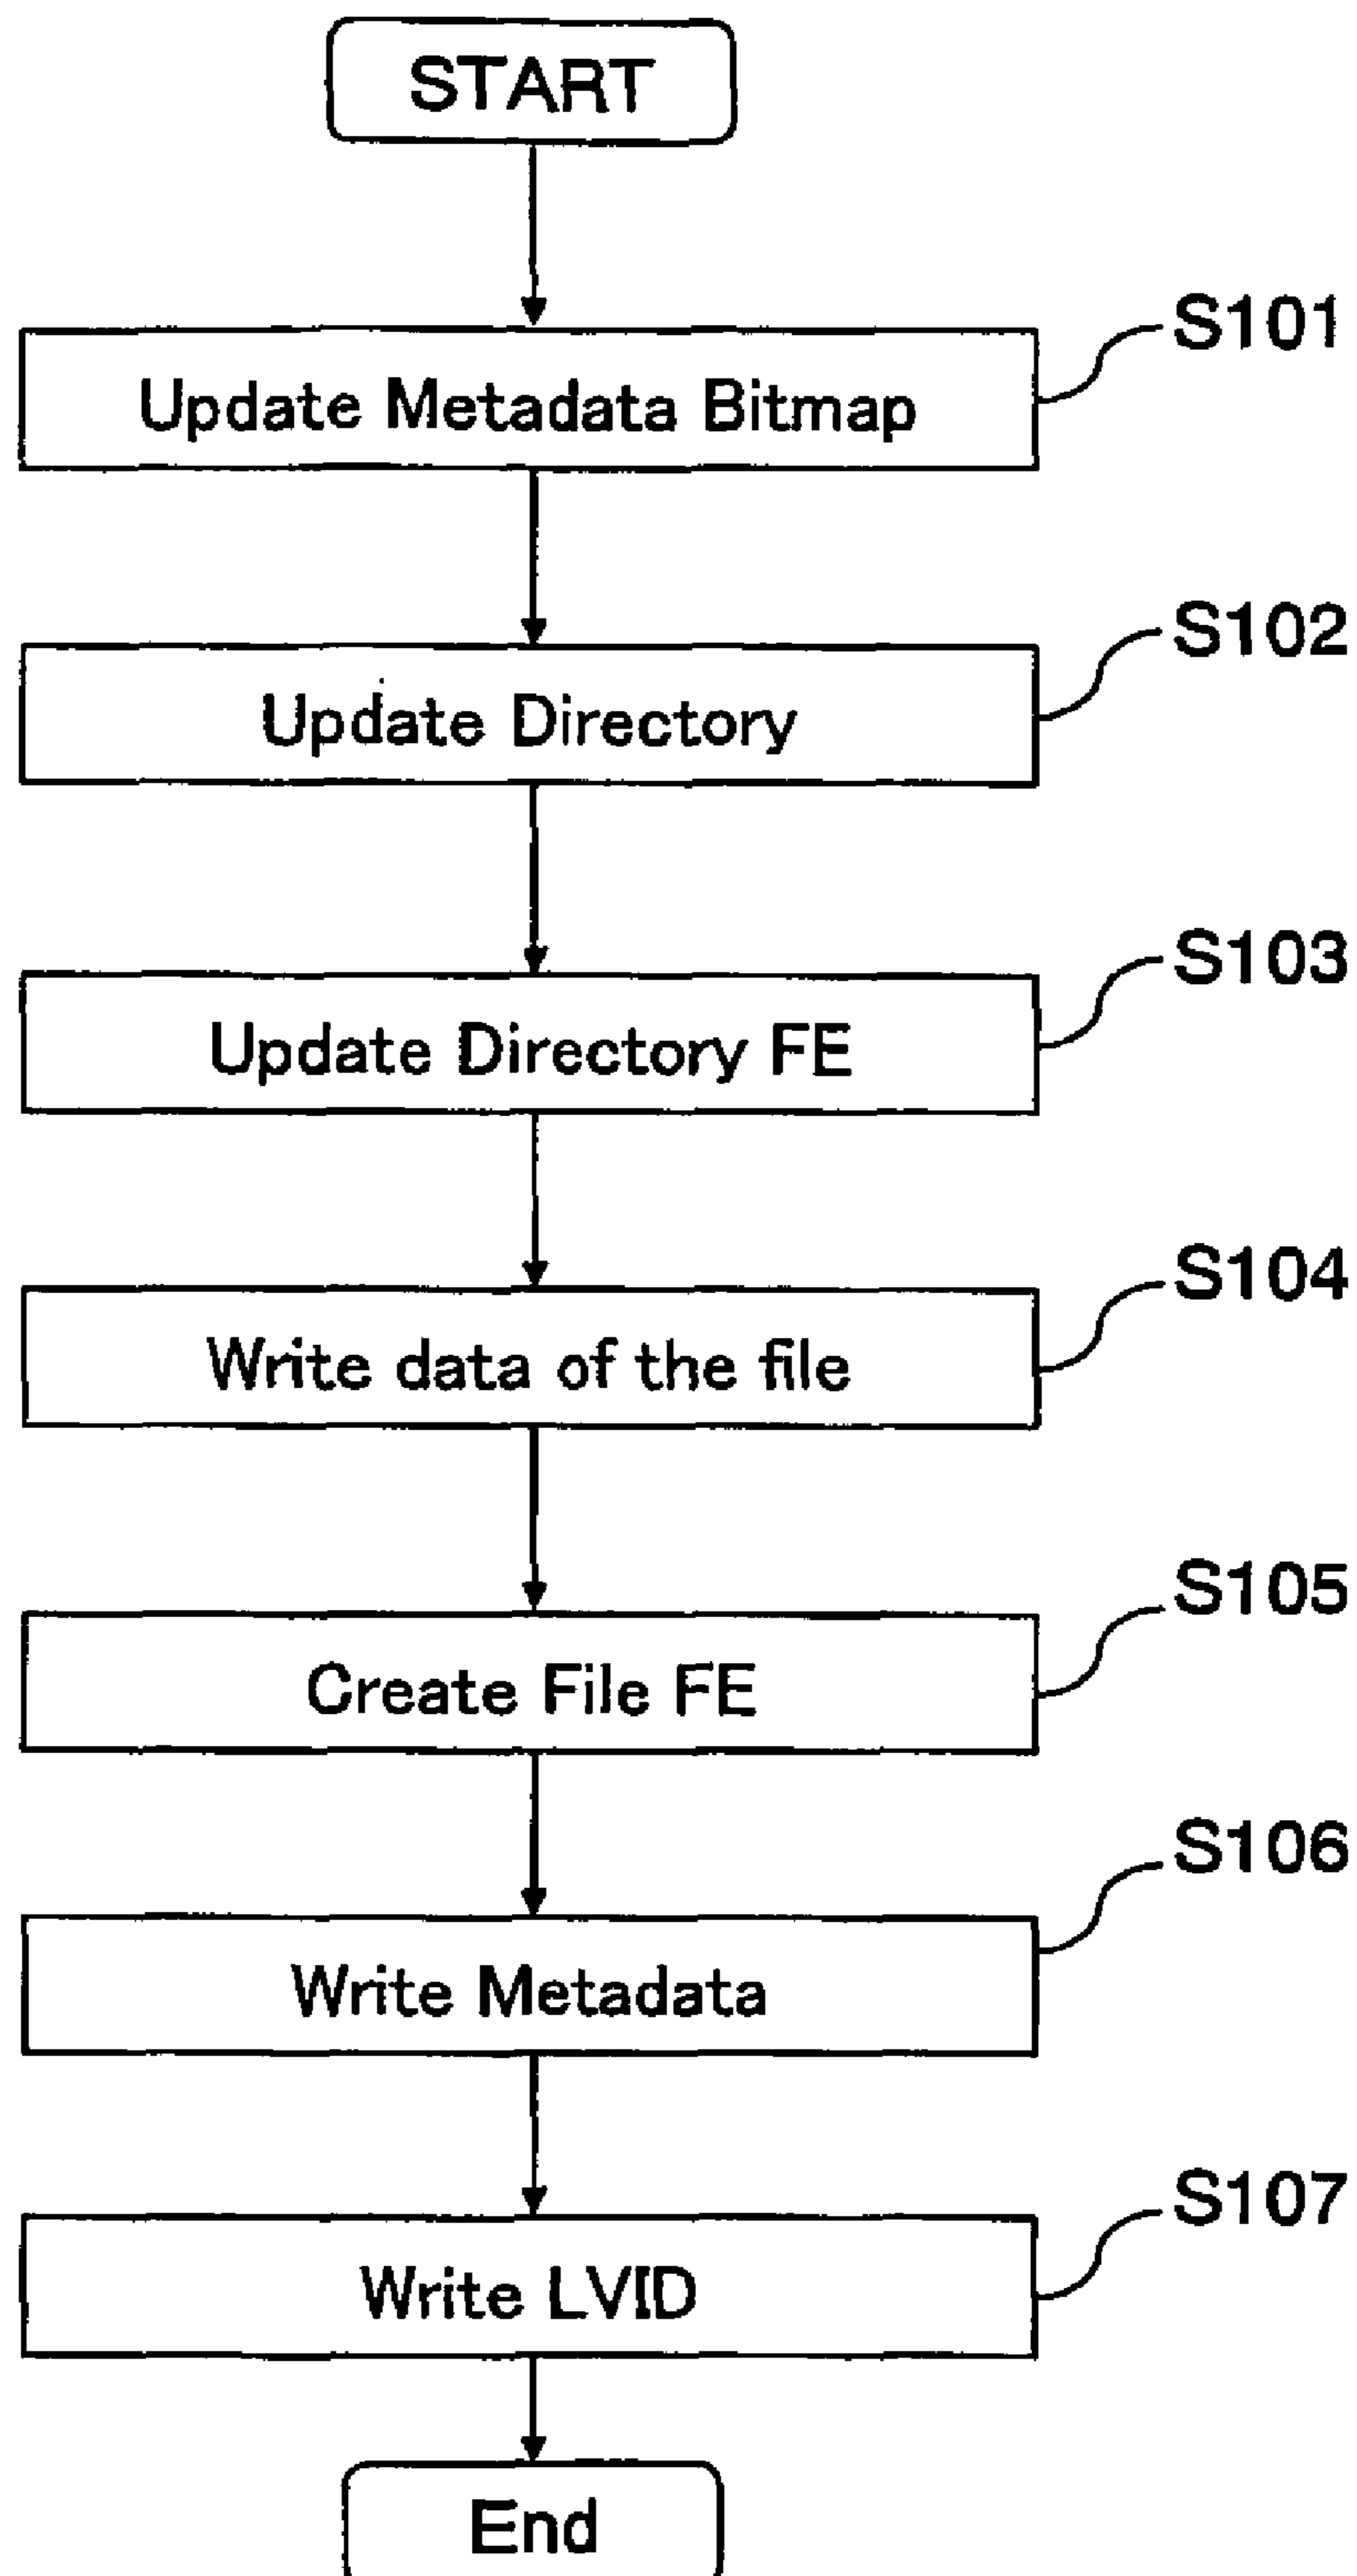 START
S101
Update Metadata Bitmap
S102
Update Directory
S103
Update Directory FE
S104
Write data of the file
S105
Create File FE
S106
Write Metadata
S107
Write LVID
End